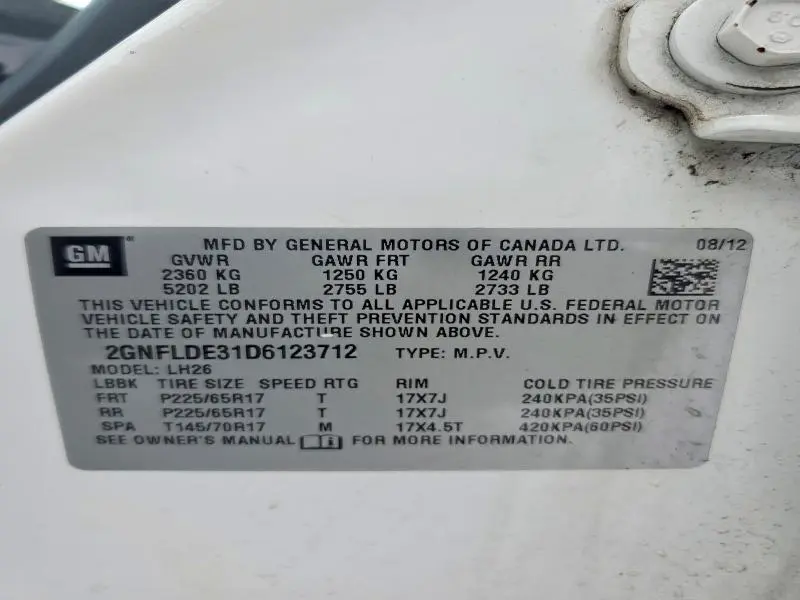 GM® MFD BY GENERAL MOTORS OF CANADA LTD. 08/12
GVWR GAWR FRT GAWR RR
2360 KG 1250 KG 1240 KG
5202 LB 2755 LB 2733 LB
THIS VEHICLE CONFORMS TO ALL APPLICABLE U.S. FEDERAL MOTOR
VEHICLE SAFETY AND THEFT PREVENTION STANDARDS IN EFFECT ON
THE DATE OF MANUFACTURE SHOWN ABOVE.
2GNFLDE31D6123712 TYPE: M.P.V.
MODEL: LH26
LBBK TIRE SIZE SPEED RTG RIM COLD TIRE PRESSURE
FRT P225/65R17 T 17X7J 240KPA(35PSI)
RR P225/65R17 T 17X7J 240KPA(35PSI)
SPA T145/70R17 M 17X4.5T 420KPA(60PSI)
SEE OWNER'S MANUAL FOR MORE INFORMATION.